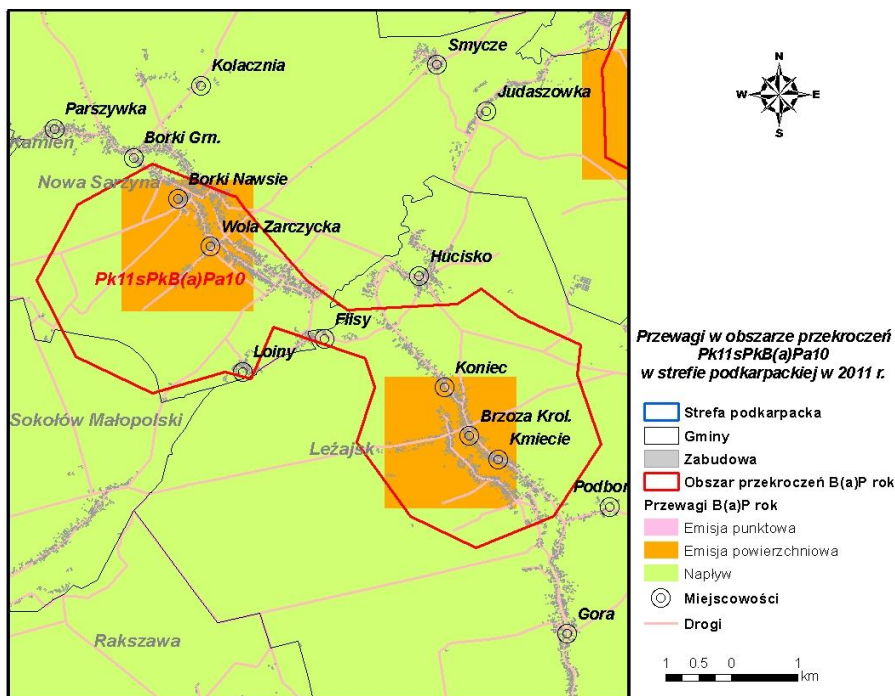 Smycze
Kolacznia
Judaszowka
Parszywka
Kamień
Borki Grn.
Nowa Sarzyna
Borki Nawsie
Wola Zarczycka
Hucisko
Pk11sPkB(a)Pa10
Flisy
Loiny
Koniec
Sokołów Małopolski
Brzoza Krol.
Leżajsk
Kmiecie
Podbor
Gora
Rakszawa
N
W E
S
Przewagi w obszarze przekroczeń
Pk11sPkB(a)Pa10
w strefie podkarpackiej w 2011 r.
Strefa podkarpacka
Gminy
Zabudowa
Obszar przekroczeń B(a)P rok
Przewagi B(a)P rok
Emisja punktowa
Emisja powierzchniowa
Napływ
Miejscowości
Drogi
1 0.5 0 1
km